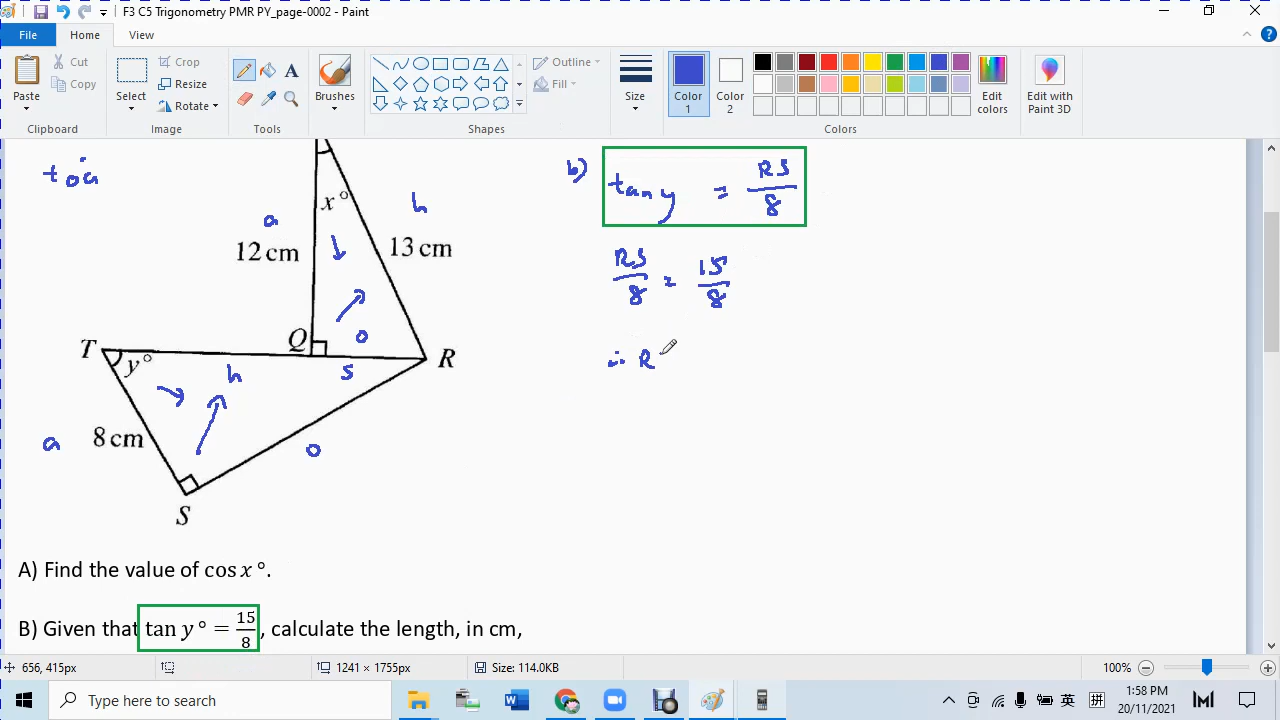 F3 C5 Trigonometry PMR PY_page-0002 - Paint
File Home View
Paste Cut Copy
Clipboard
Select Crop Resize Rotate
Image
Tools
Brushes
Outline Fill
Shapes
Size
Color 1
Color 2
Edit colors
Colors
Edit with Paint 3D
toa
x°
a
h
12 cm
13 cm
Q
o
T
y°
h
s
R
a
8 cm
o
S
b) tan y = RS/8
RS/8 = 15/8
∴ R
A) Find the value of cos x °.
B) Given that tan y ° = 15/8, calculate the length, in cm,
656, 415px
1241 × 1755px
Size: 114.0KB
100%
Type here to search
英
拼
1:58 PM
20/11/2021